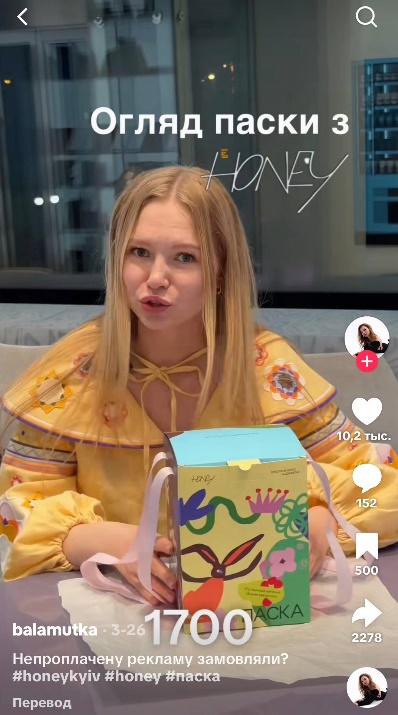 Огляд паски з
HONEY
HONEY
ПАСКА
1700
10,2 тыс.
152
500
2278
balamutka · 3-26
Непроплачену рекламу замовляли?
#honeykyiv #honey #паска
Перевод